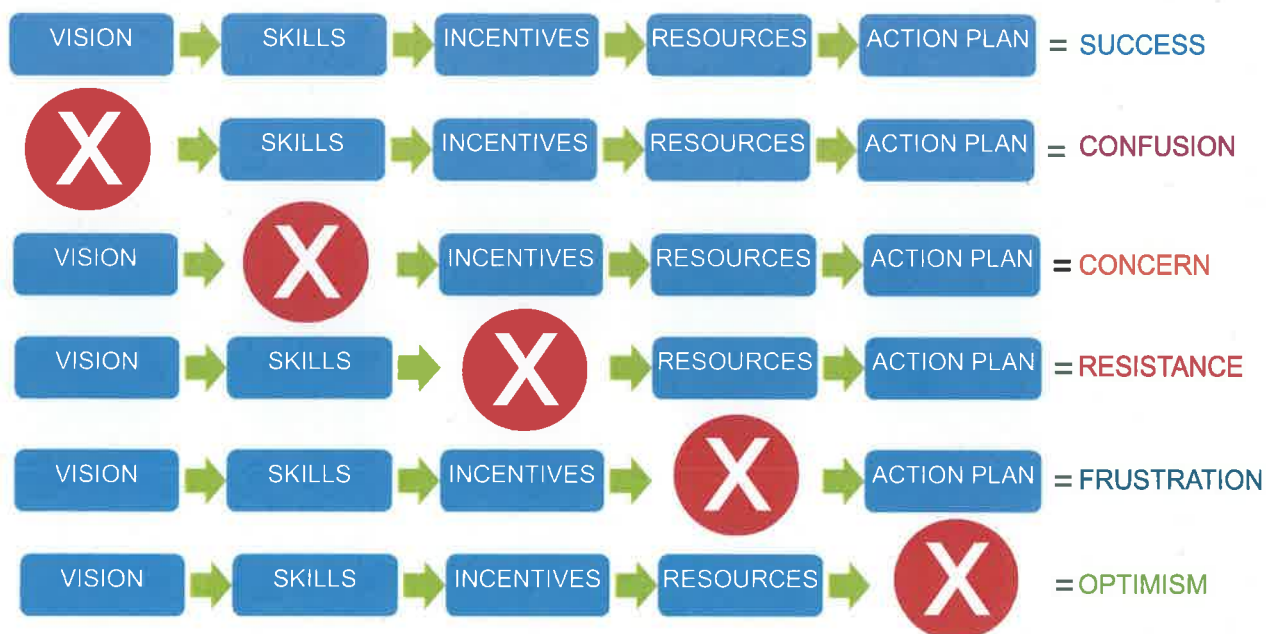 VISION SKILLS INCENTIVES RESOURCES ACTION PLAN = SUCCESS
X SKILLS INCENTIVES RESOURCES ACTION PLAN = CONFUSION
VISION X INCENTIVES RESOURCES ACTION PLAN = CONCERN
VISION SKILLS X RESOURCES ACTION PLAN = RESISTANCE
VISION SKILLS INCENTIVES X ACTION PLAN = FRUSTRATION
VISION SKILLS INCENTIVES RESOURCES X = OPTIMISM